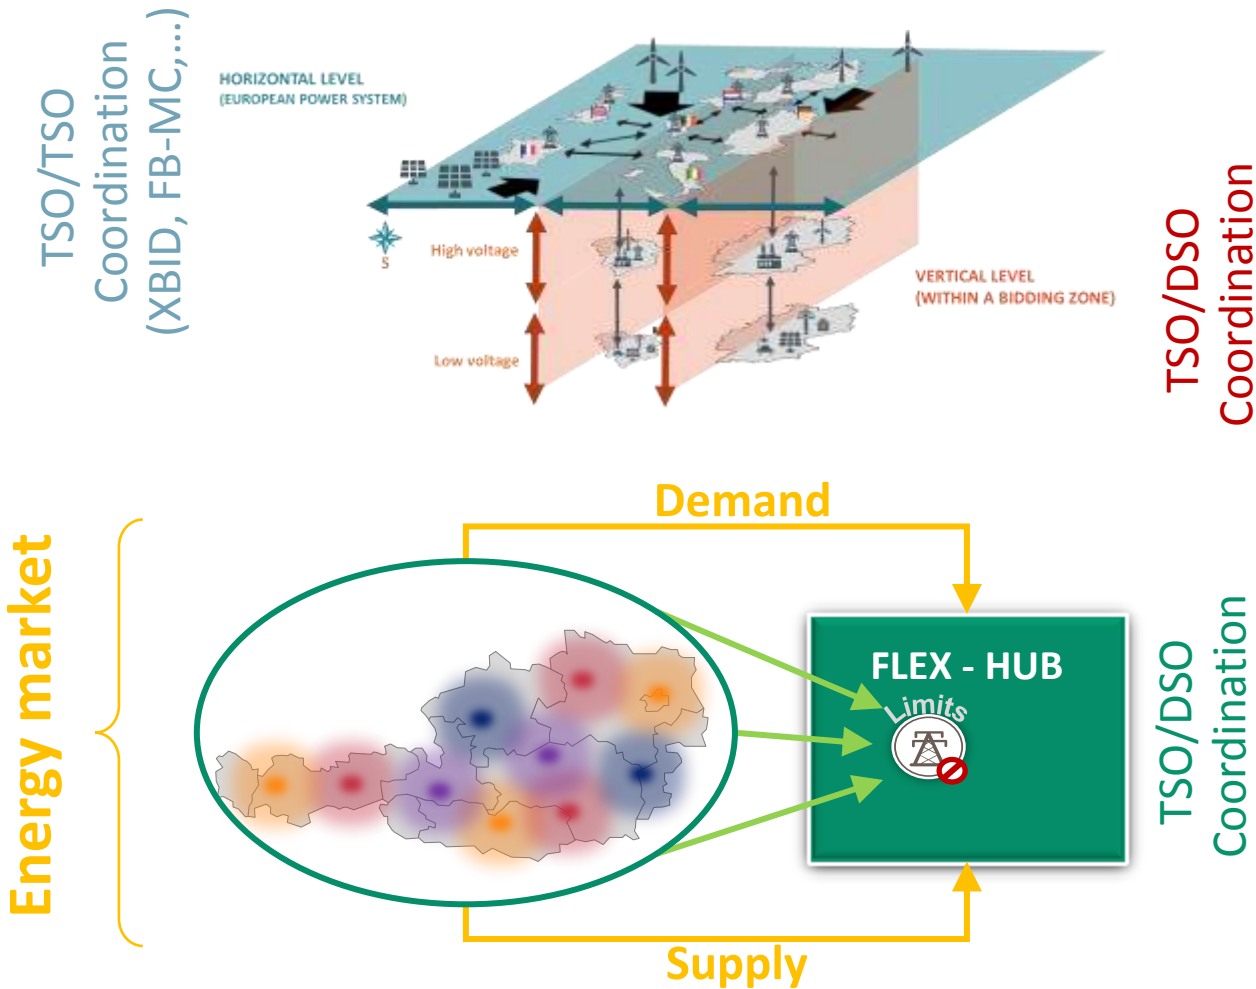 TSO/TSO
Coordination
(XBID, FB-MC,...)
HORIZONTAL LEVEL
(EUROPEAN POWER SYSTEM)
S
High voltage
Low voltage
VERTICAL LEVEL
(WITHIN A BIDDING ZONE)
TSO/DSO
Coordination
Energy market
Demand
FLEX - HUB
Limits
Supply
TSO/DSO
Coordination